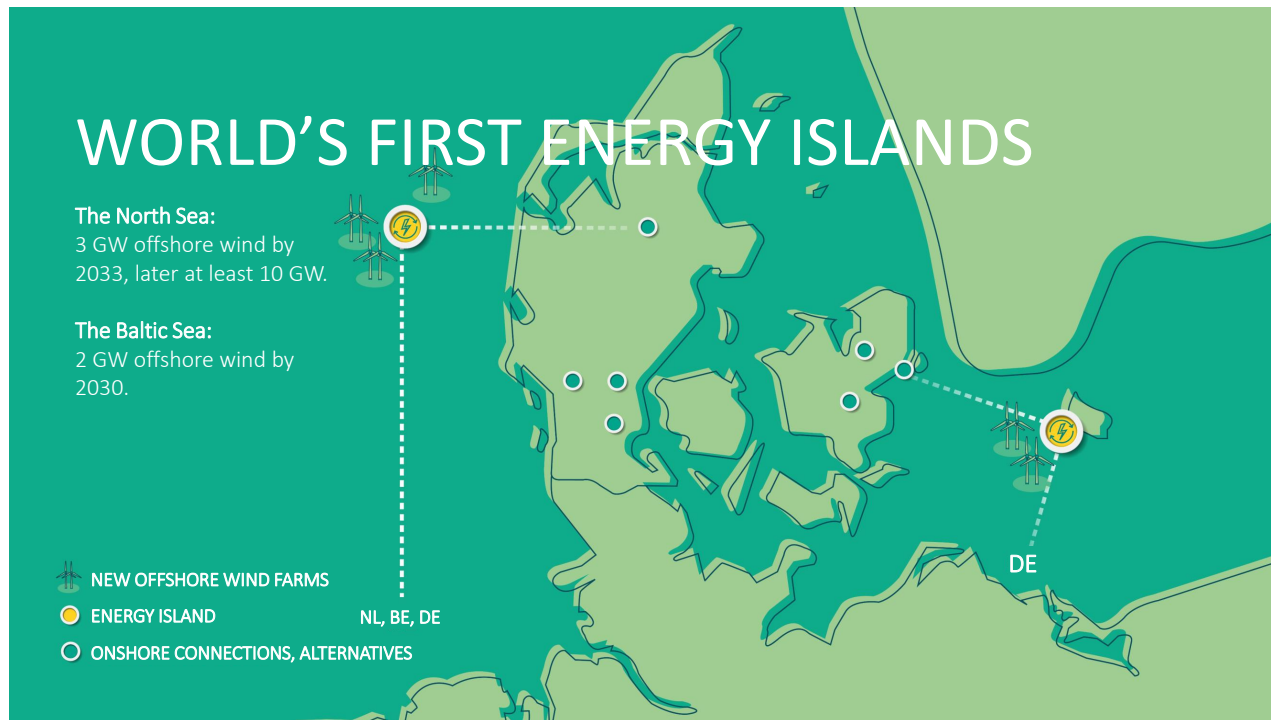 WORLD'S FIRST ENERGY ISLANDS
The North Sea:
3 GW offshore wind by
2033, later at least 10 GW.
The Baltic Sea:
2 GW offshore wind by
2030.
DE
NEW OFFSHORE WIND FARMS
ENERGY ISLAND
NL, BE, DE
ONSHORE CONNECTIONS, ALTERNATIVES